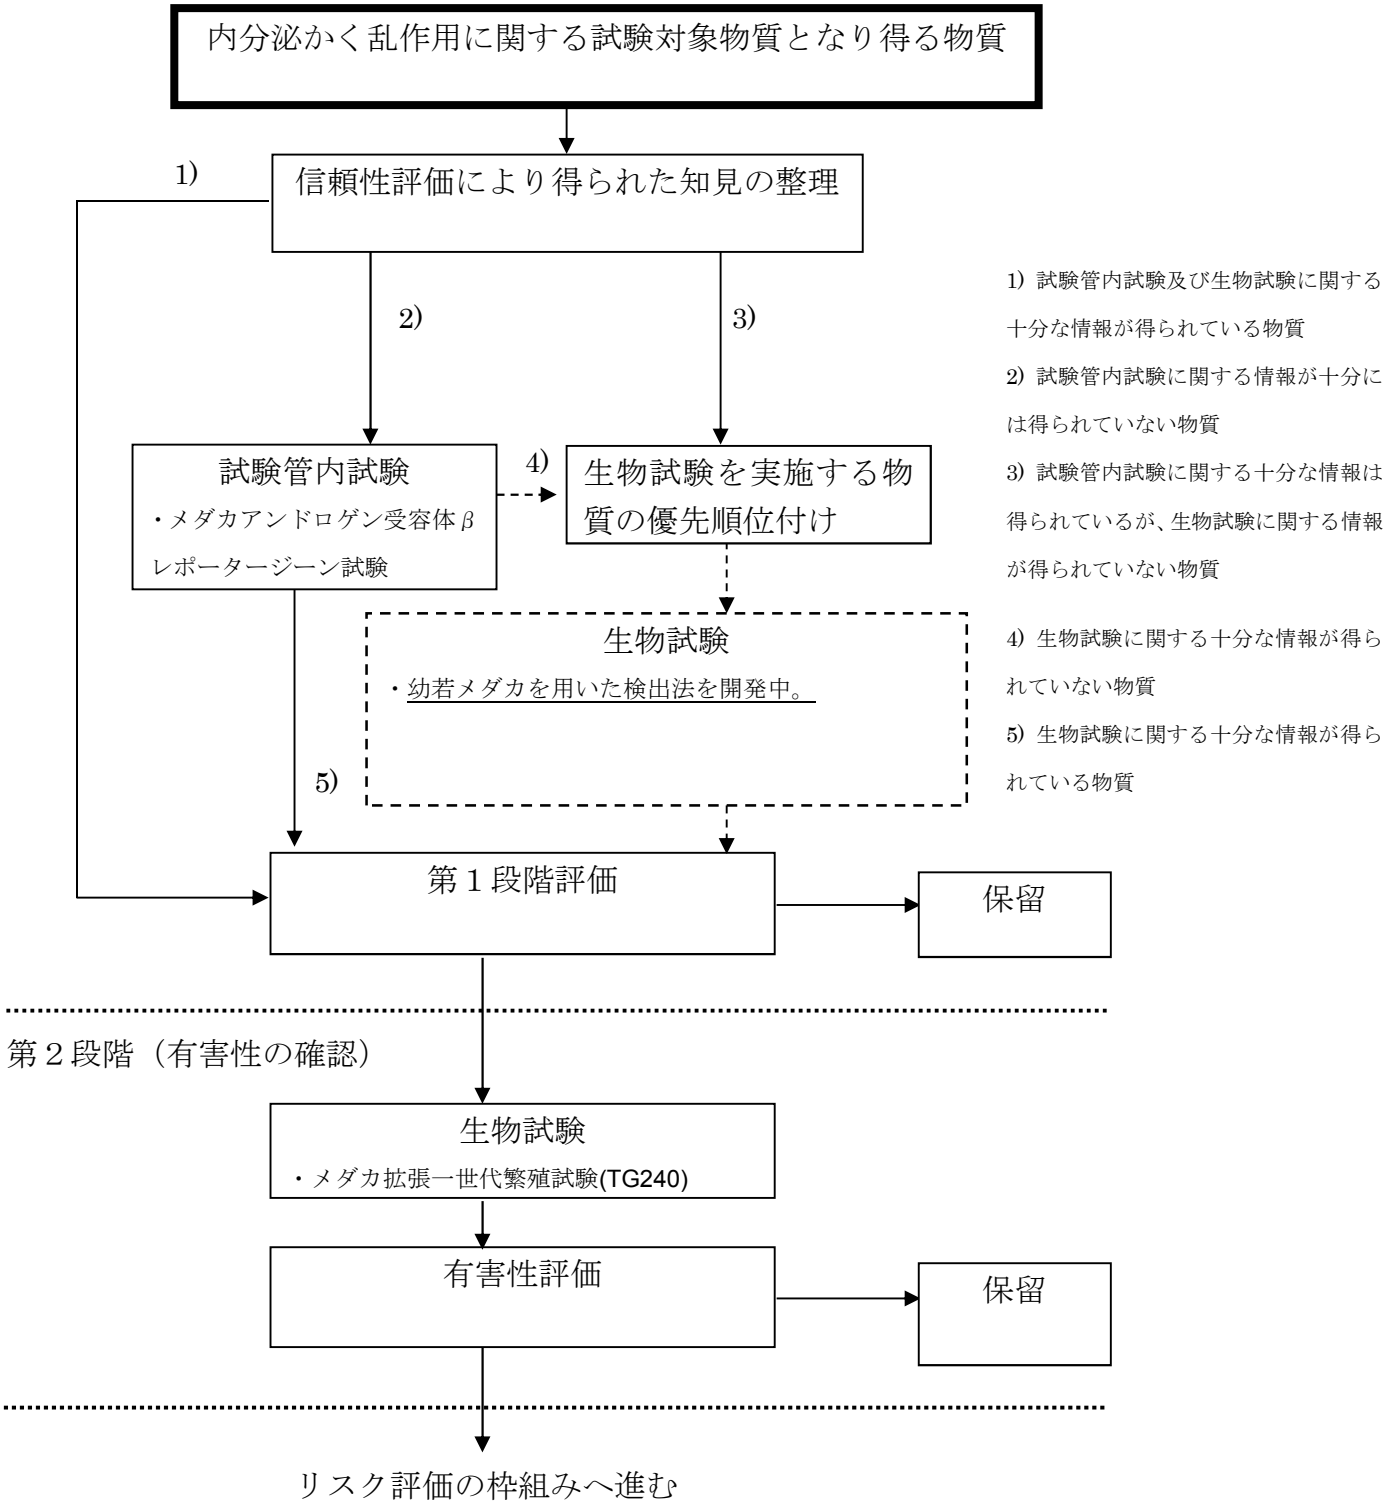 内分泌かく乱作用に関する試験対象物質となり得る物質
1)
信頼性評価により得られた知見の整理
2)
3)
1) 試験管内試験及び生物試験に関する
十分な情報が得られている物質
2) 試験管内試験に関する情報が十分に
は得られていない物質
3) 試験管内試験に関する十分な情報は
得られているが、生物試験に関する情報
が得られていない物質
4) 生物試験に関する十分な情報が得ら
れていない物質
5) 生物試験に関する十分な情報が得ら
れている物質
試験管内試験
・メダカアンドロゲン受容体β
レポータージーン試験
4)
生物試験を実施する物
質の優先順位付け
生物試験
・幼若メダカを用いた検出法を開発中。
5)
第１段階評価
保留
第２段階（有害性の確認）
生物試験
・メダカ拡張一世代繁殖試験(TG240)
有害性評価
保留
リスク評価の枠組みへ進む